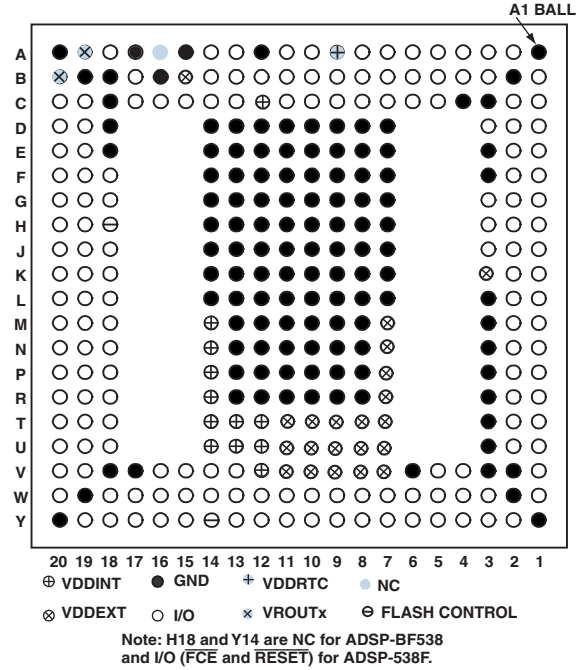 A1 BALL
A
B
C
D
E
F
G
H
J
K
L
M
N
P
R
T
U
V
W
Y
20 19 18 17 16 15 14 13 12 11 10 9 8 7 6 5 4 3 2 1
VDDINT GND VDDRTC NC
VDDEXT I/O VROUTx FLASH CONTROL
Note: H18 and Y14 are NC for ADSP-BF538
and I/O (FCE and RESET) for ADSP-538F.